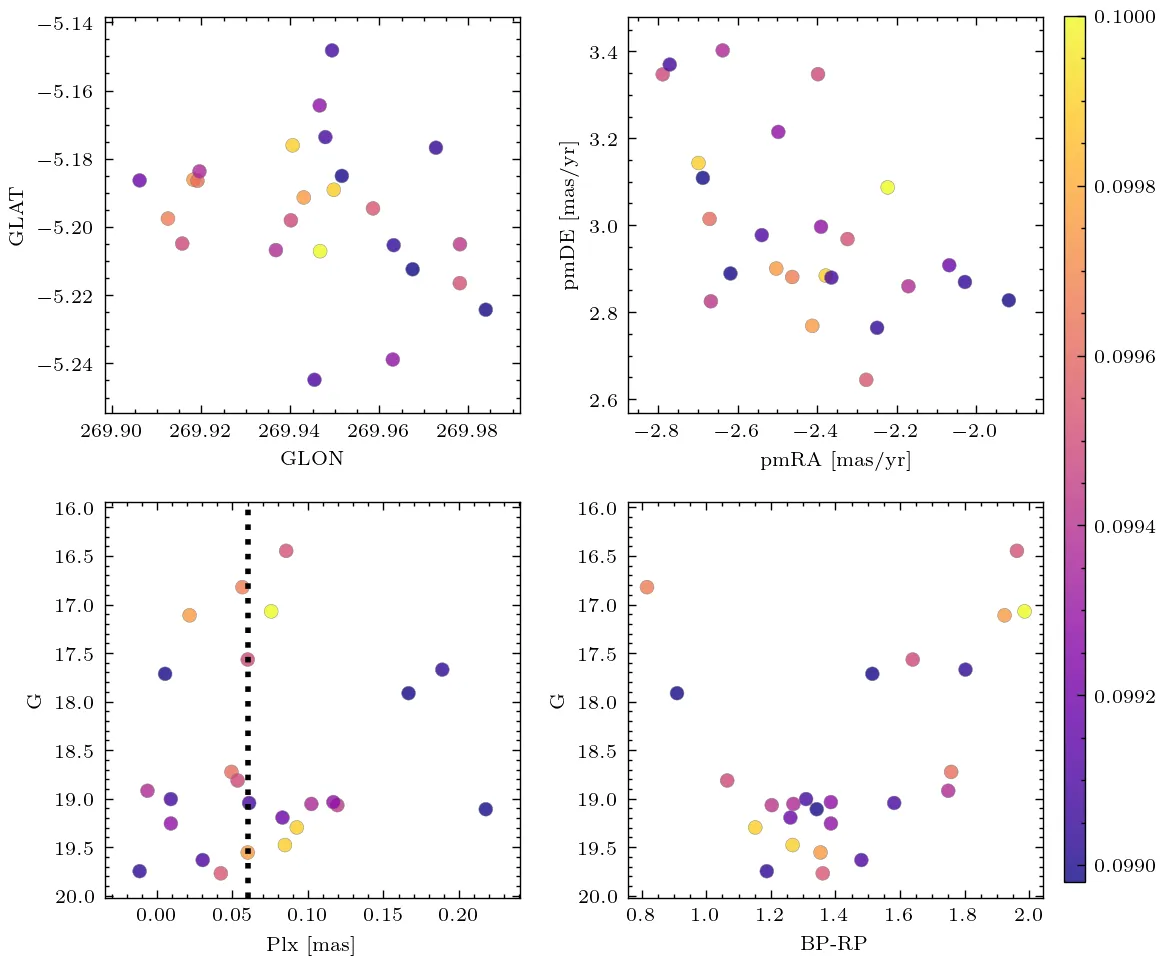 −5.14
−5.16
−5.18
−5.20
−5.22
−5.24
GLAT
269.90 269.92 269.94 269.96 269.98
GLON
3.4
3.2
3.0
2.8
2.6
pmDE [mas/yr]
−2.8 −2.6 −2.4 −2.2 −2.0
pmRA [mas/yr]
16.0
16.5
17.0
17.5
18.0
18.5
19.0
19.5
20.0
G
0.00 0.05 0.10 0.15 0.20
Plx [mas]
16.0
16.5
17.0
17.5
18.0
18.5
19.0
19.5
20.0
G
0.8 1.0 1.2 1.4 1.6 1.8 2.0
BP-RP
0.1000
0.0998
0.0996
0.0994
0.0992
0.0990